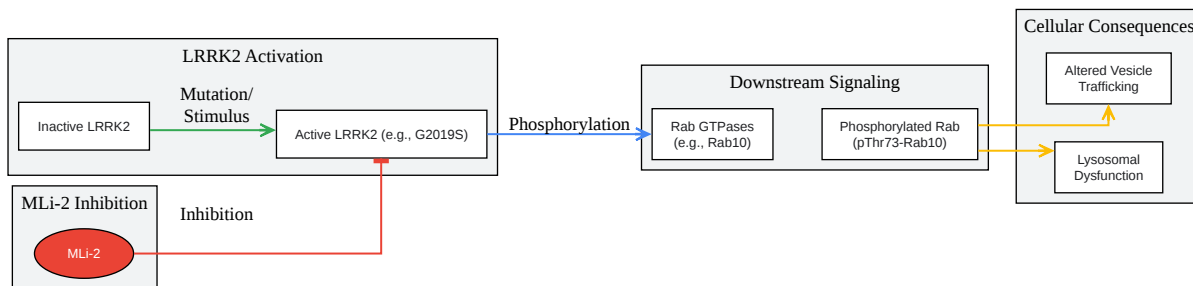 LRRK2 Activation
Inactive LRRK2
Mutation/
Stimulus
Active LRRK2 (e.g., G2019S)
MLi-2 Inhibition
MLi-2
Inhibition
Phosphorylation
Downstream Signaling
Rab GTPases
(e.g., Rab10)
Phosphorylated Rab
(pThr73-Rab10)
Cellular Consequences
Altered Vesicle
Trafficking
Lysosomal
Dysfunction